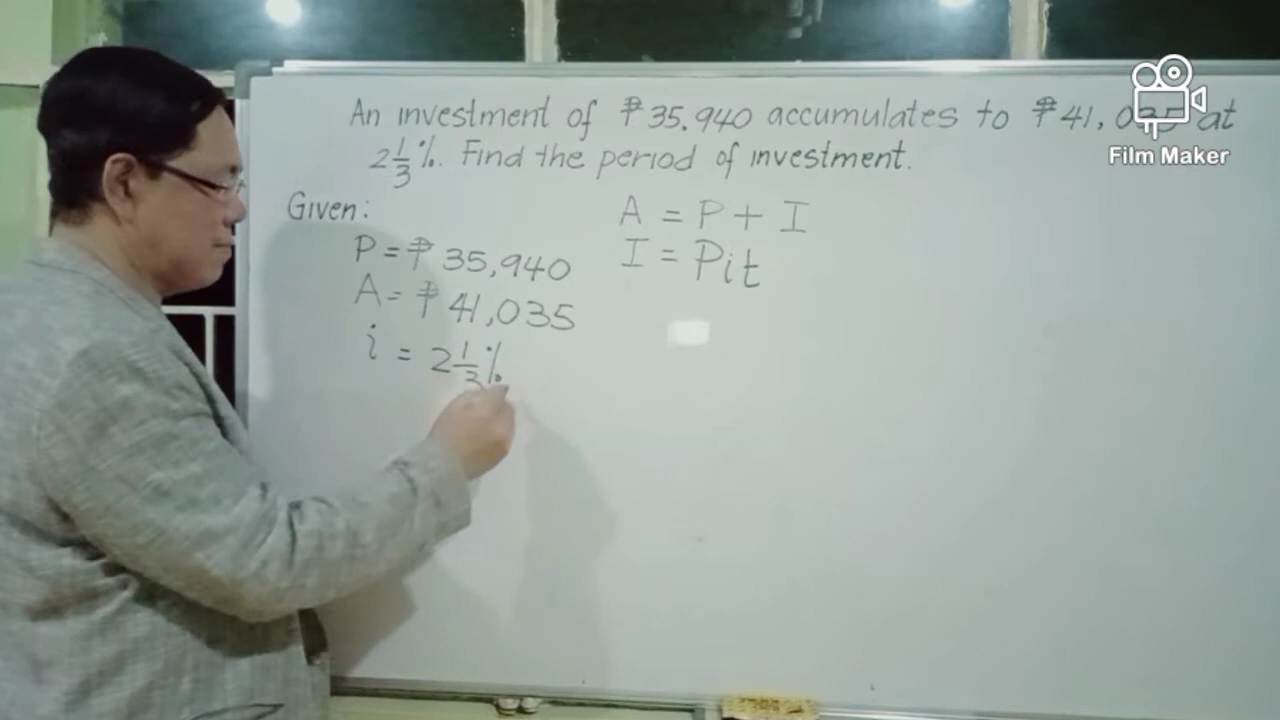 An investment of ₱35.940 accumulates to ₱41,035 at
2 1/3 %. Find the period of investment.
Given:
P = ₱ 35,940
A = ₱ 41,035
i = 2 1/3 %
A = P + I
I = Pit
Film Maker